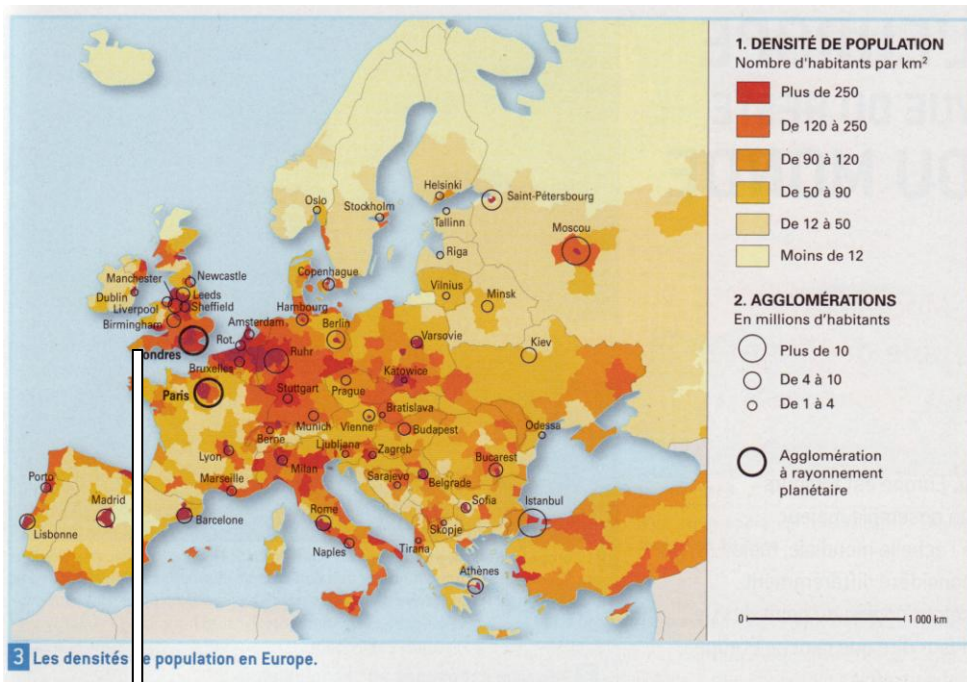 Oslo
Helsinki
Saint-Pétersbourg
Stockholm
Tallinn
Moscou
Riga
Copenhague
Newcastle
Manchester
Leeds
Dublin
Liverpool
Sheffield
Birmingham
Vilnius
Minsk
Hambourg
Amsterdam
Berlin
Varsovie
Rot.
ondres
Ruhr
Kiev
Bruxelles
Katowice
Paris
Stuttgart
Prague
Bratislava
Munich
Vienne
Budapest
Odessa
Berne
Ljubljana
Zagreb
Lyon
Milan
Bucarest
Sarajevo
Belgrade
Marseille
Porto
Madrid
Rome
Sofia
Istanbul
Barcelone
Skopje
Lisbonne
Naples
Tirana
Athènes
1. DENSITÉ DE POPULATION
Nombre d'habitants par km²
Plus de 250
De 120 à 250
De 90 à 120
De 50 à 90
De 12 à 50
Moins de 12
2. AGGLOMÉRATIONS
En millions d'habitants
Plus de 10
De 4 à 10
De 1 à 4
Agglomération
à rayonnement
planétaire
0 1 000 km
3 Les densités e population en Europe.